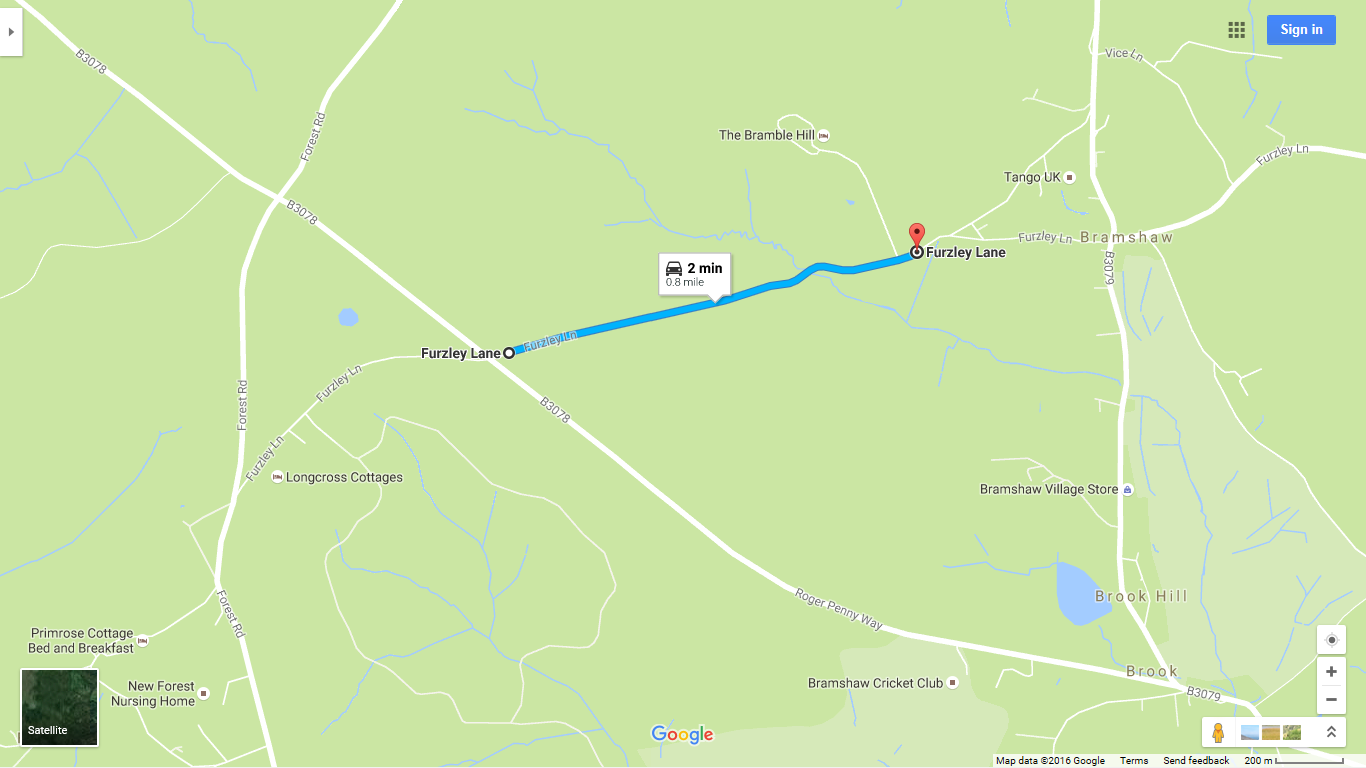 B3078
Forest Rd
Sign in
Vice Ln
The Bramble Hill
Furzley Ln
Tango UK
B3078
Furzley Ln
Bramshaw
Furzley Lane
2 min
0.8 mile
B3079
Furzley Ln
Furzley Lane
Furzley Ln
Forest Rd
B3078
Furzley Ln
Longcross Cottages
Bramshaw Village Store
Brook Hill
Roger Penny Way
Forest Rd
Primrose Cottage
Bed and Breakfast
Brook
New Forest
Nursing Home
Bramshaw Cricket Club
B3079
Satellite
Google
Map data ©2016 Google
Terms
Send feedback
200 m